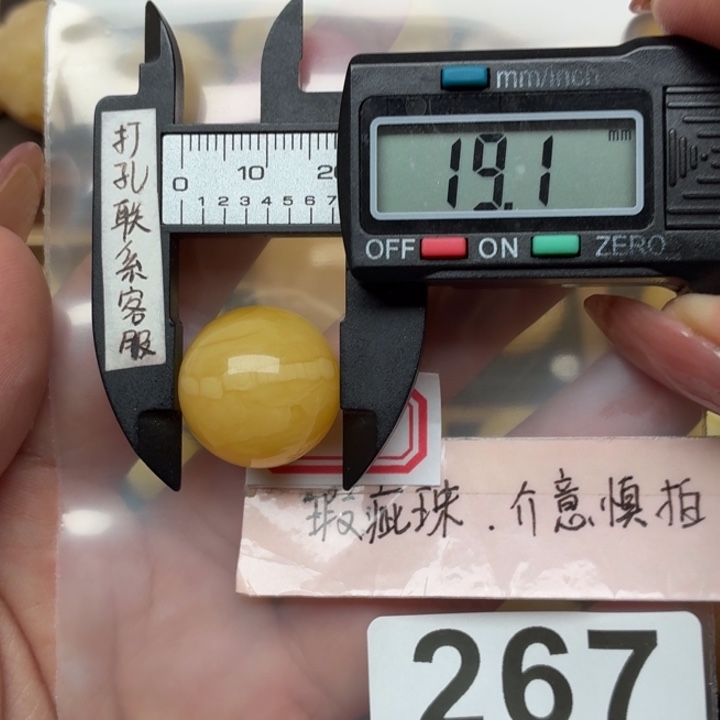 mm/inch
打孔联系客服
0 10 20
1 2 3 4 5 6 7
19.1 mm
OFF ON ZERO
瑕疵珠.介意慎拍
267